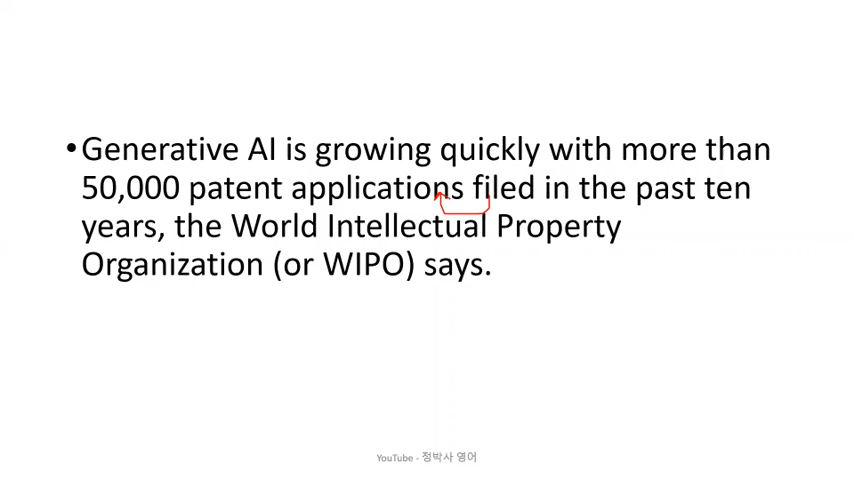 •Generative AI is growing quickly with more than
50,000 patent applications filed in the past ten
years, the World Intellectual Property
Organization (or WIPO) says.
YouTube - 정박사 영어